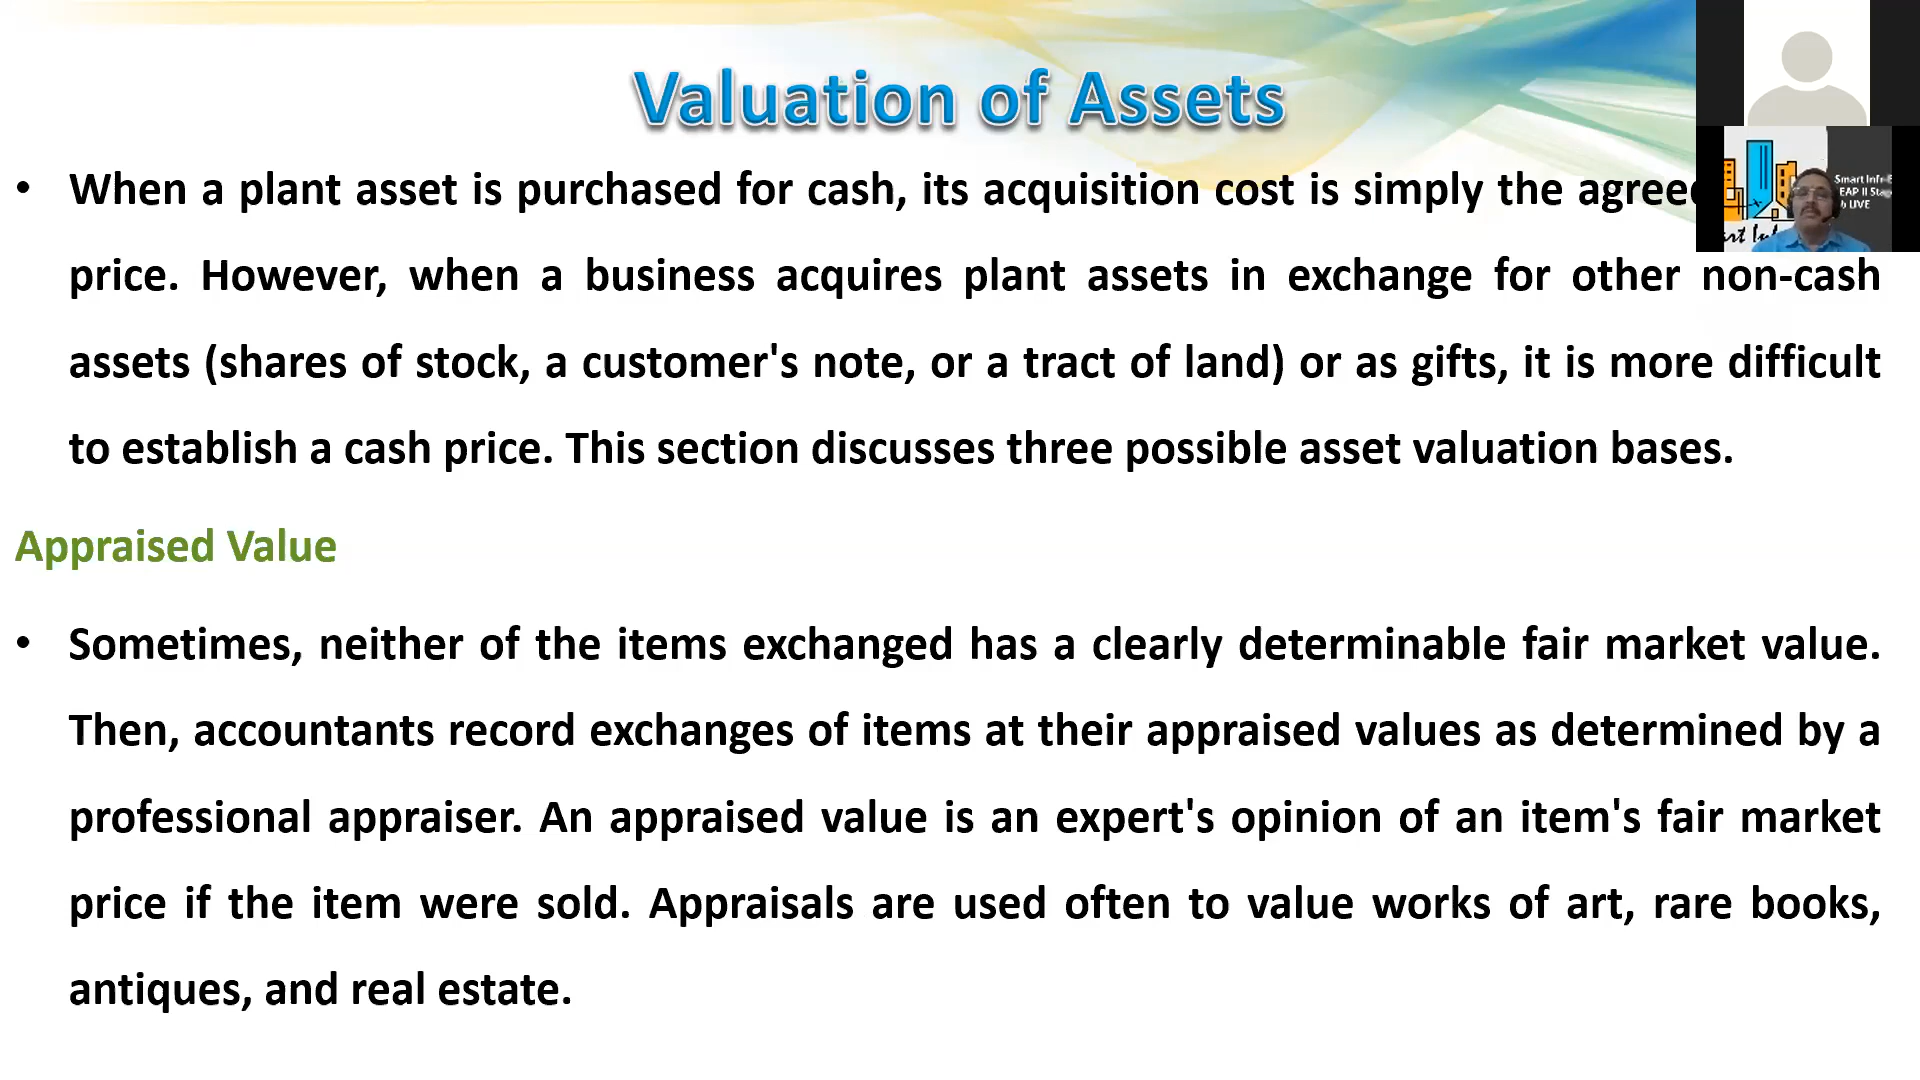 Valuation of Assets
• When a plant asset is purchased for cash, its acquisition cost is simply the agreed
price. However, when a business acquires plant assets in exchange for other non-cash
assets (shares of stock, a customer's note, or a tract of land) or as gifts, it is more difficult
to establish a cash price. This section discusses three possible asset valuation bases.
Appraised Value
• Sometimes, neither of the items exchanged has a clearly determinable fair market value.
Then, accountants record exchanges of items at their appraised values as determined by a
professional appraiser. An appraised value is an expert's opinion of an item's fair market
price if the item were sold. Appraisals are used often to value works of art, rare books,
antiques, and real estate.
Smart
EAP II
LIVE